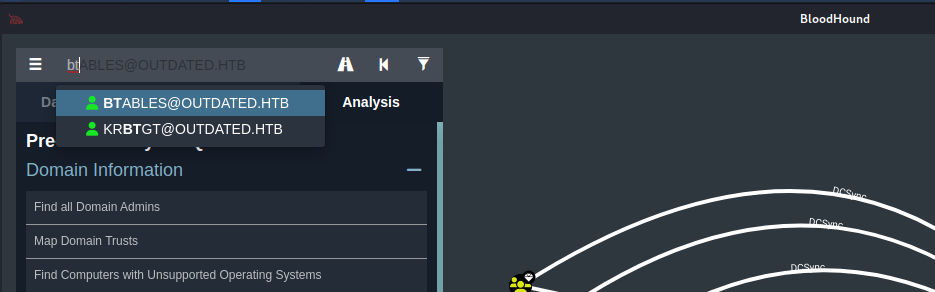 BloodHound
btABLES@OUTDATED.HTB
BTABLES@OUTDATED.HTB
KRBTGT@OUTDATED.HTB
Da
Analysis
Pre
Domain Information
Find all Domain Admins
Map Domain Trusts
Find Computers with Unsupported Operating Systems
DCSync
DCSync
DCSync